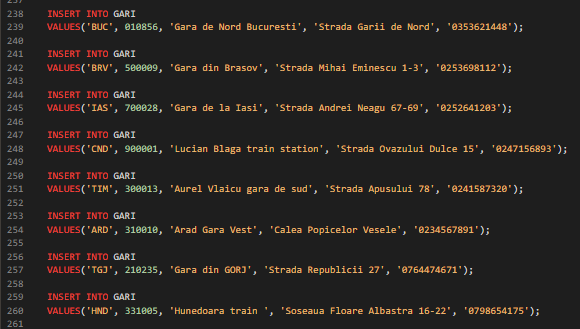 237
238 INSERT INTO GARI
239 VALUES('BUC', 010856, 'Gara de Nord Bucuresti', 'Strada Garii de Nord', '0353621448');
240
241 INSERT INTO GARI
242 VALUES('BRV', 500009, 'Gara din Brasov', 'Strada Mihai Eminescu 1-3', '0253698112');
243
244 INSERT INTO GARI
245 VALUES('IAS', 700028, 'Gara de la Iasi', 'Strada Andrei Neagu 67-69', '0252641203');
246
247 INSERT INTO GARI
248 VALUES('CND', 900001, 'Lucian Blaga train station', 'Strada Ovazului Dulce 15', '0247156893');
249
250 INSERT INTO GARI
251 VALUES('TIM', 300013, 'Aurel Vlaicu gara de sud', 'Strada Apusului 78', '0241587320');
252
253 INSERT INTO GARI
254 VALUES('ARD', 310010, 'Arad Gara Vest', 'Calea Popicelor Vesele', '0234567891');
255
256 INSERT INTO GARI
257 VALUES('TGJ', 210235, 'Gara din GORJ', 'Strada Republicii 27', '0764474671');
258
259 INSERT INTO GARI
260 VALUES('HND', 331005, 'Hunedoara train ', 'Soseaua Floare Albastra 16-22', '0798654175');
261